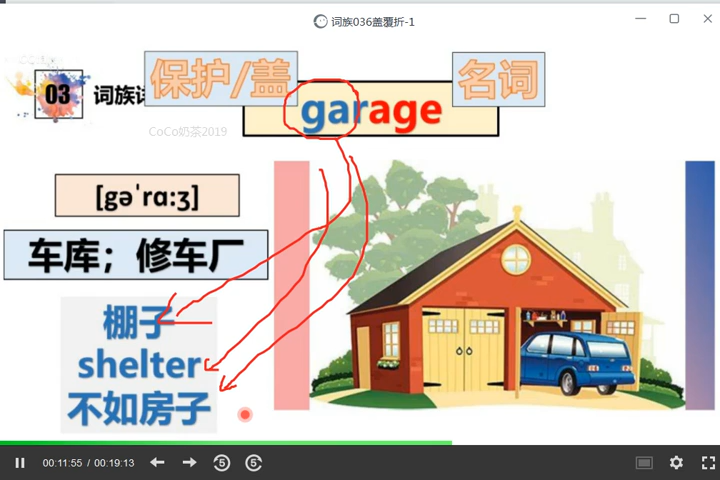 词族036盖覆折-1
保护/盖
名词
03
词族
garage
CoCo奶茶2019
[gəˈrɑːʒ]
车库；修车厂
棚子
shelter
不如房子
00:11:55 / 00:19:13
5
5